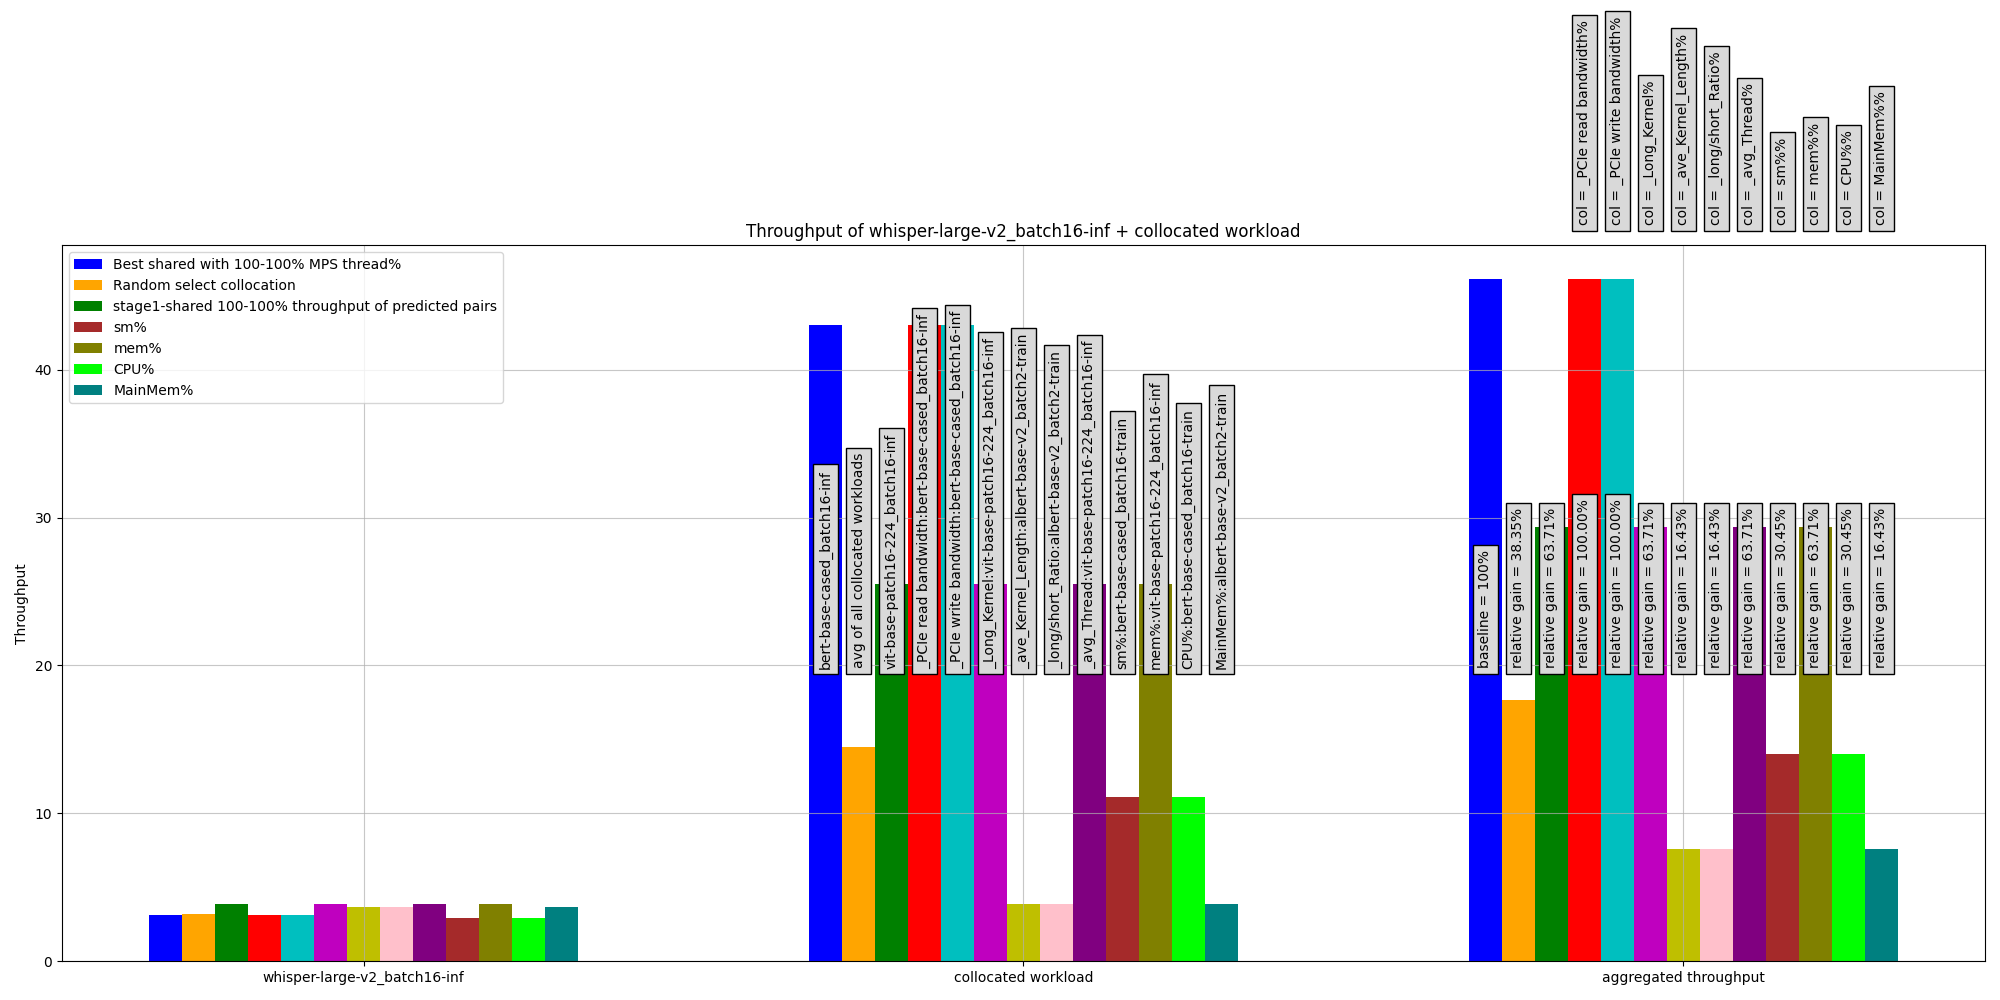 col = _PCIe read bandwidth%
col = _PCIe write bandwidth%
col = _Long_Kernel%
col = _ave_Kernel_Length%
col = _long/short_Ratio%
col = _avg_Thread%
col = sm%%
col = mem%%
col = CPU%%
col = MainMem%%
Throughput of whisper-large-v2_batch16-inf + collocated workload
Best shared with 100-100% MPS thread%
Random select collocation
stage1-shared 100-100% throughput of predicted pairs
sm%
mem%
CPU%
MainMem%
Throughput
40
30
20
10
0
bert-base-cased_batch16-inf
avg of all collocated workloads
vit-base-patch16-224_batch16-inf
_PCIe read bandwidth:bert-base-cased_batch16-inf
_PCIe write bandwidth:bert-base-cased_batch16-inf
_Long_Kernel:vit-base-patch16-224_batch16-inf
_ave_Kernel_Length:albert-base-v2_batch2-train
_long/short_Ratio:albert-base-v2_batch2-train
_avg_Thread:vit-base-patch16-224_batch16-inf
sm%:bert-base-cased_batch16-train
mem%:vit-base-patch16-224_batch16-inf
CPU%:bert-base-cased_batch16-train
MainMem%:albert-base-v2_batch2-train
baseline = 100%
relative gain = 38.35%
relative gain = 63.71%
relative gain = 100.00%
relative gain = 100.00%
relative gain = 63.71%
relative gain = 16.43%
relative gain = 16.43%
relative gain = 63.71%
relative gain = 30.45%
relative gain = 63.71%
relative gain = 30.45%
relative gain = 16.43%
whisper-large-v2_batch16-inf
collocated workload
aggregated throughput